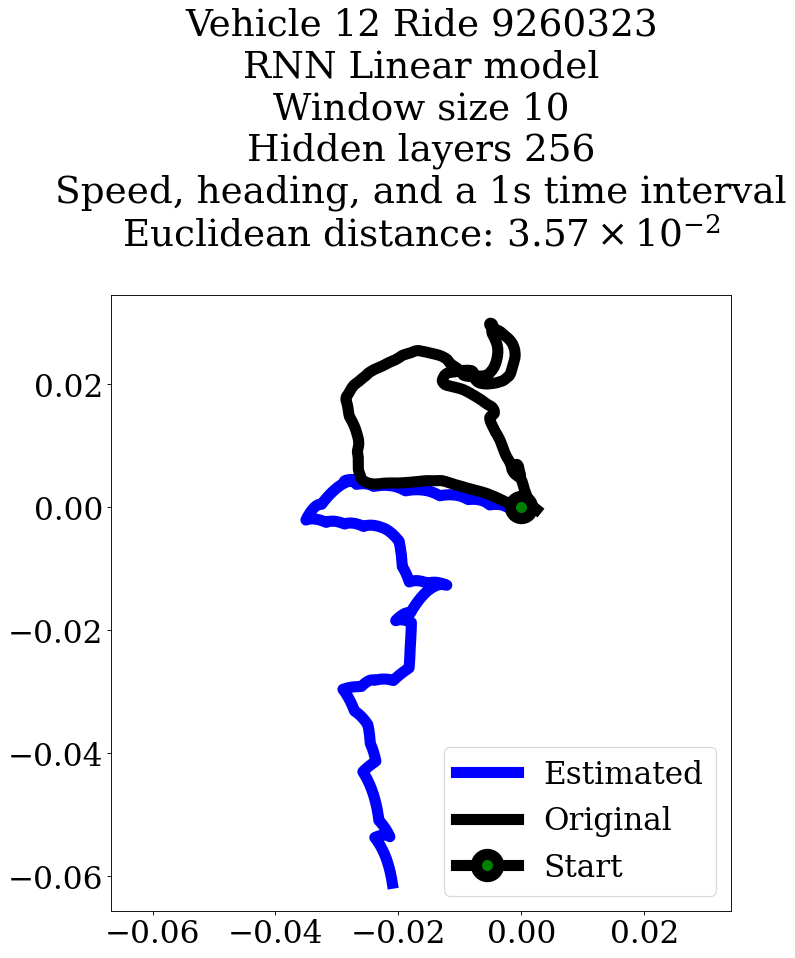 Vehicle 12 Ride 9260323
RNN Linear model
Window size 10
Hidden layers 256
Speed, heading, and a 1s time interval
Euclidean distance: 3.57 × 10⁻²
0.02
0.00
−0.02
−0.04
−0.06
Estimated
Original
Start
−0.06 −0.04 −0.02 0.00 0.02